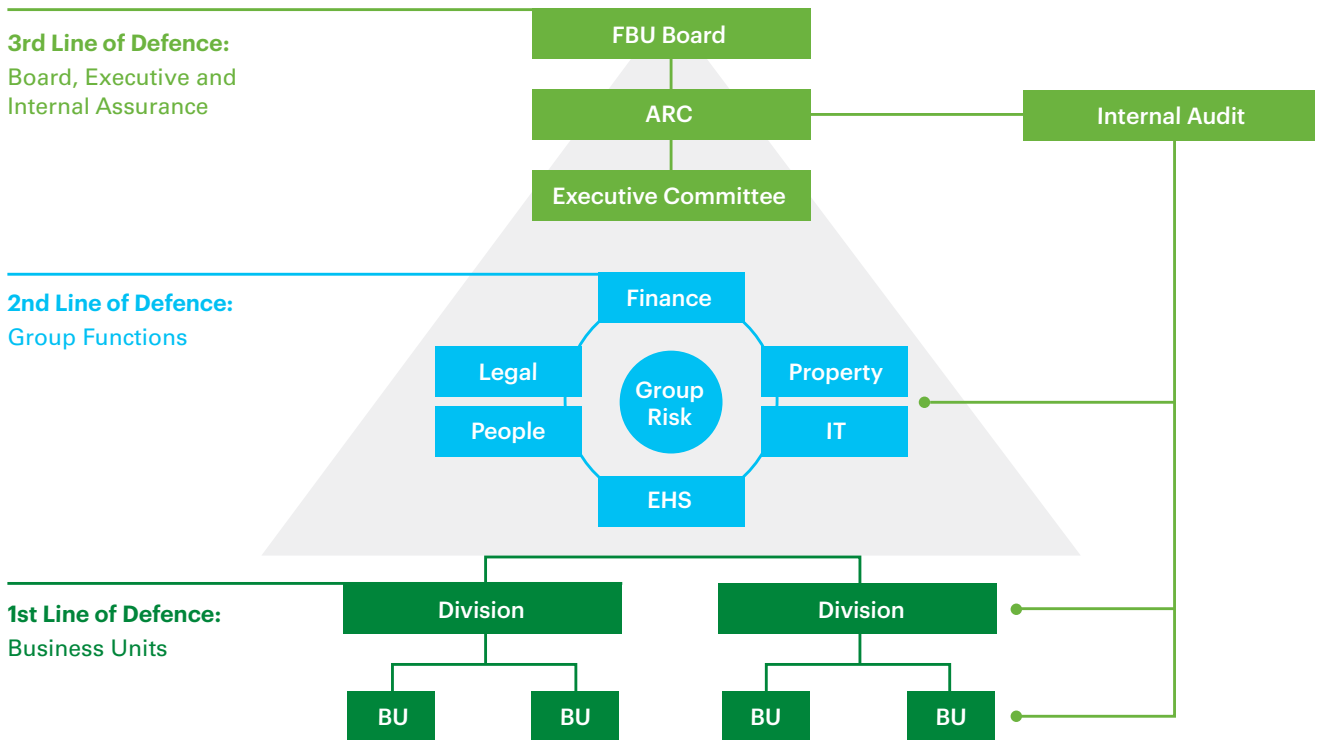 3rd Line of Defence:
Board, Executive and
Internal Assurance
FBU Board
ARC
Internal Audit
Executive Committee
2nd Line of Defence:
Group Functions
Finance
Legal
Property
Group
Risk
People
IT
EHS
1st Line of Defence:
Business Units
Division
Division
BU
BU
BU
BU